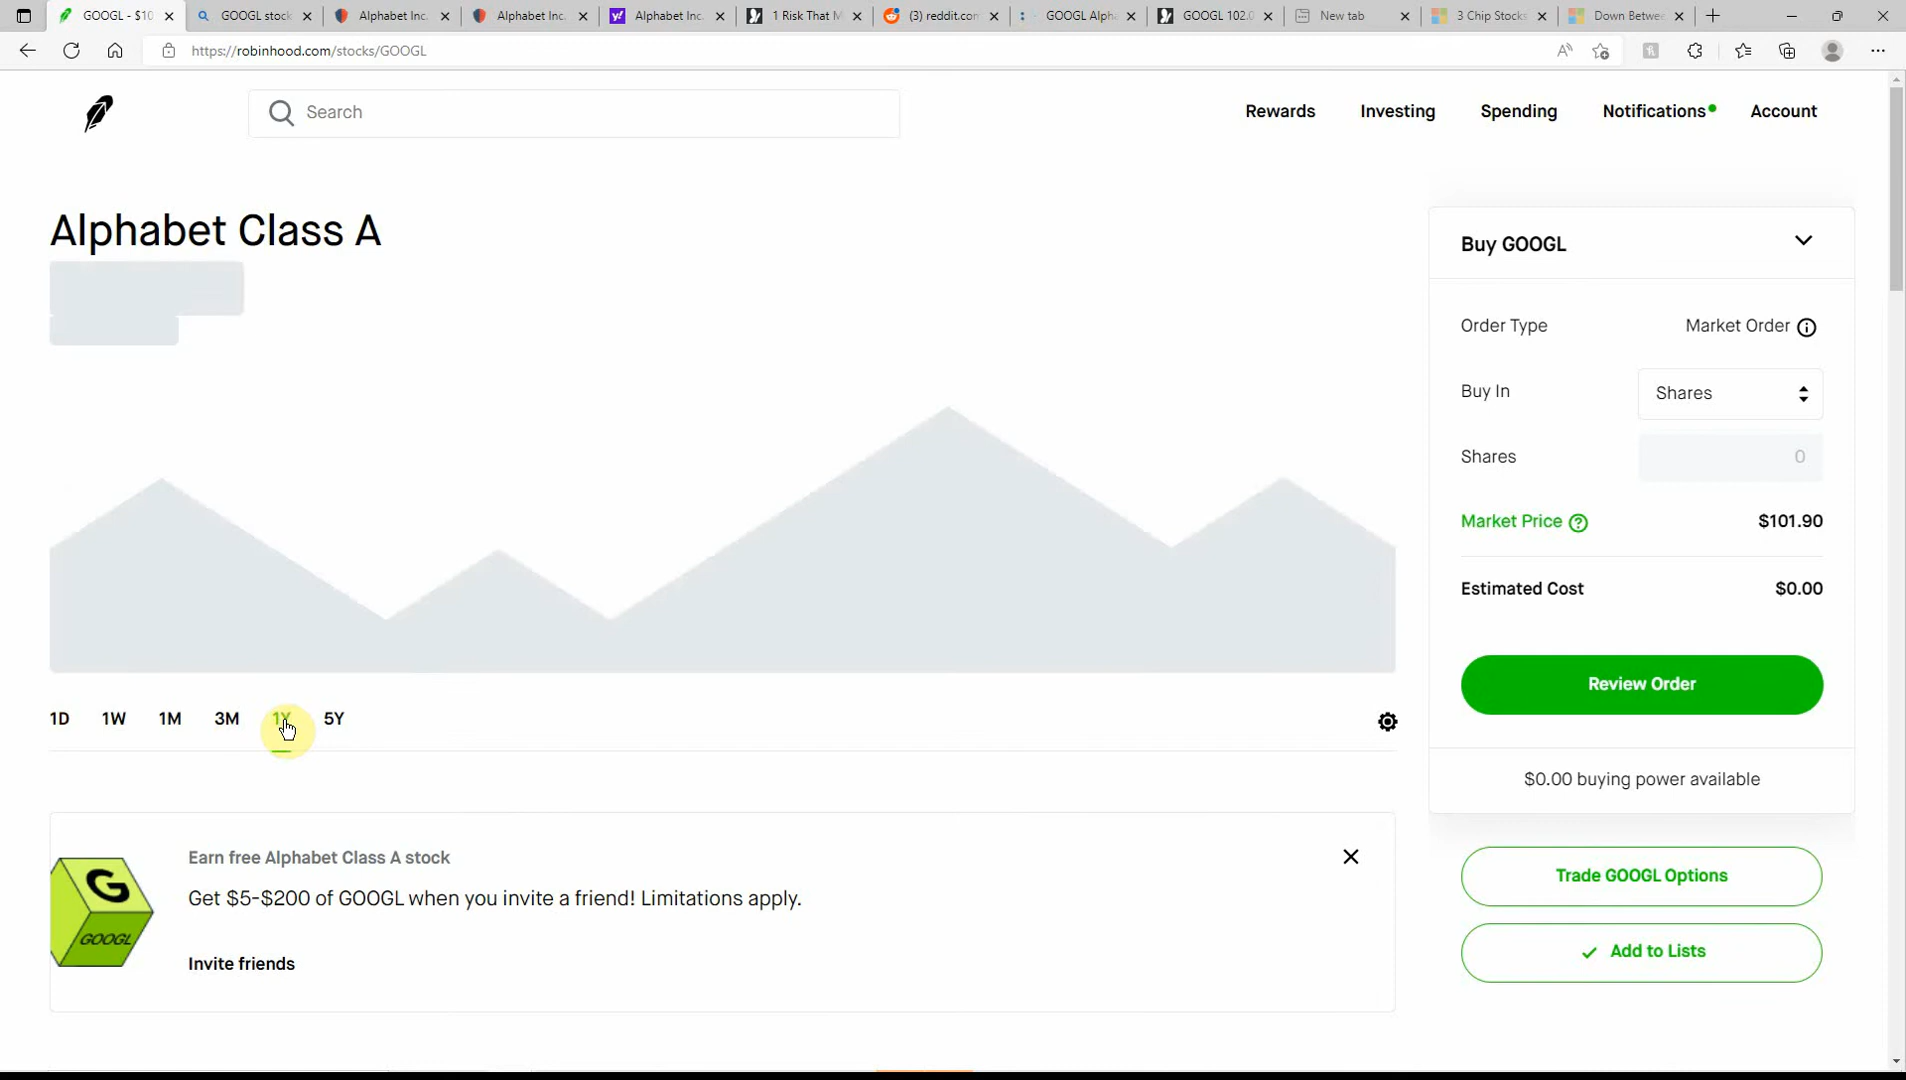 GOOGL - $10
GOOGL stock
Alphabet Inc.
Alphabet Inc.
Alphabet Inc.
1 Risk That M
(3) reddit.com
GOOGL Alpha
GOOGL 102.0
New tab
3 Chip Stocks
Down Betwe
https://robinhood.com/stocks/GOOGL
Search
Rewards
Investing
Spending
Notifications
Account
Alphabet Class A
Buy GOOGL
Order Type
Market Order
Buy In
Shares
Shares
0
Market Price
$101.90
Estimated Cost
$0.00
Review Order
$0.00 buying power available
1D
1W
1M
3M
1Y
5Y
Earn free Alphabet Class A stock
Get $5-$200 of GOOGL when you invite a friend! Limitations apply.
Invite friends
G
GOOGL
Trade GOOGL Options
Add to Lists